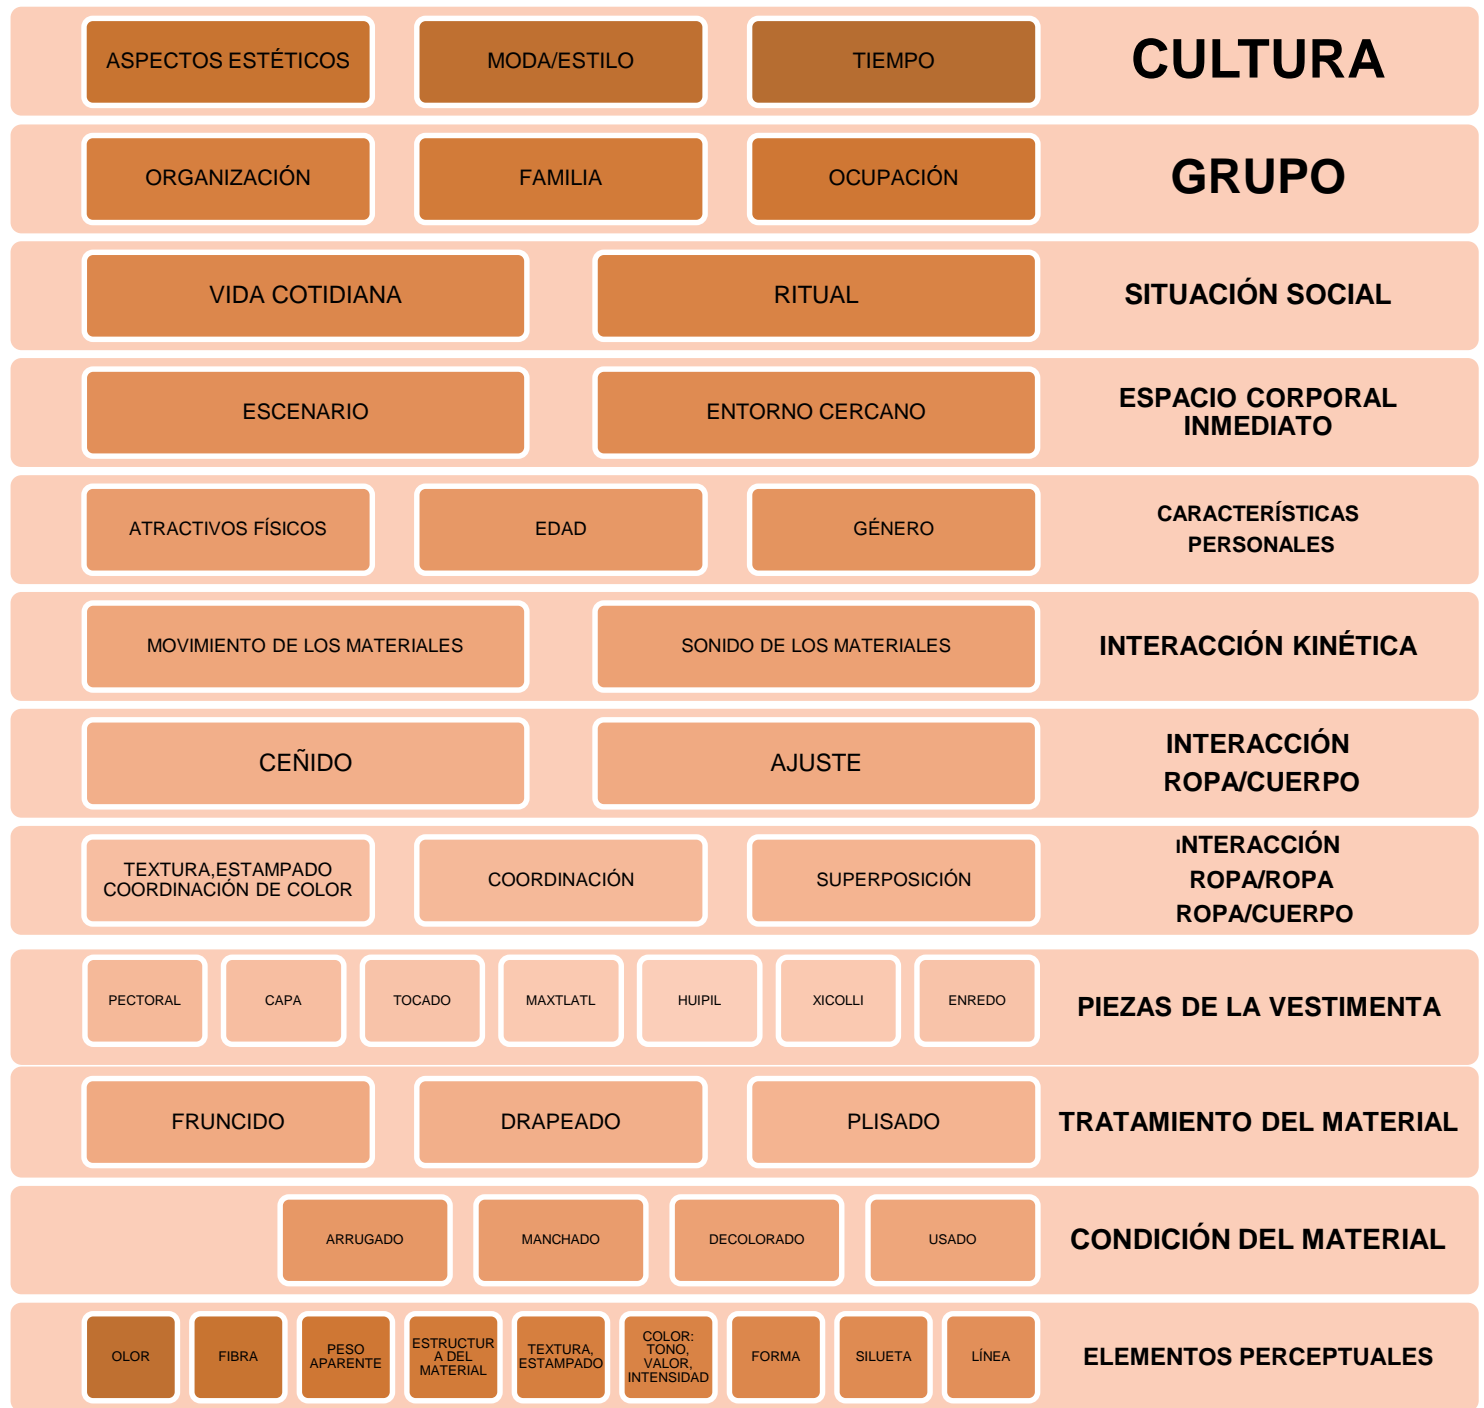 ASPECTOS ESTÉTICOS
MODA/ESTILO
TIEMPO
CULTURA
ORGANIZACIÓN
FAMILIA
OCUPACIÓN
GRUPO
VIDA COTIDIANA
RITUAL
SITUACIÓN SOCIAL
ESCENARIO
ENTORNO CERCANO
ESPACIO CORPORAL
INMEDIATO
ATRACTIVOS FÍSICOS
EDAD
GÉNERO
CARACTERÍSTICAS
PERSONALES
MOVIMIENTO DE LOS MATERIALES
SONIDO DE LOS MATERIALES
INTERACCIÓN KINÉTICA
CEÑIDO
AJUSTE
INTERACCIÓN
ROPA/CUERPO
TEXTURA,ESTAMPADO
COORDINACIÓN DE COLOR
COORDINACIÓN
SUPERPOSICIÓN
INTERACCIÓN
ROPA/ROPA
ROPA/CUERPO
PECTORAL
CAPA
TOCADO
MAXTLATL
HUIPIL
XICOLLI
ENREDO
PIEZAS DE LA VESTIMENTA
FRUNCIDO
DRAPEADO
PLISADO
TRATAMIENTO DEL MATERIAL
ARRUGADO
MANCHADO
DECOLORADO
USADO
CONDICIÓN DEL MATERIAL
OLOR
FIBRA
PESO
APARENTE
ESTRUCTUR
A DEL
MATERIAL
TEXTURA,
ESTAMPADO
COLOR:
TONO,
VALOR,
INTENSIDAD
FORMA
SILUETA
LÍNEA
ELEMENTOS PERCEPTUALES